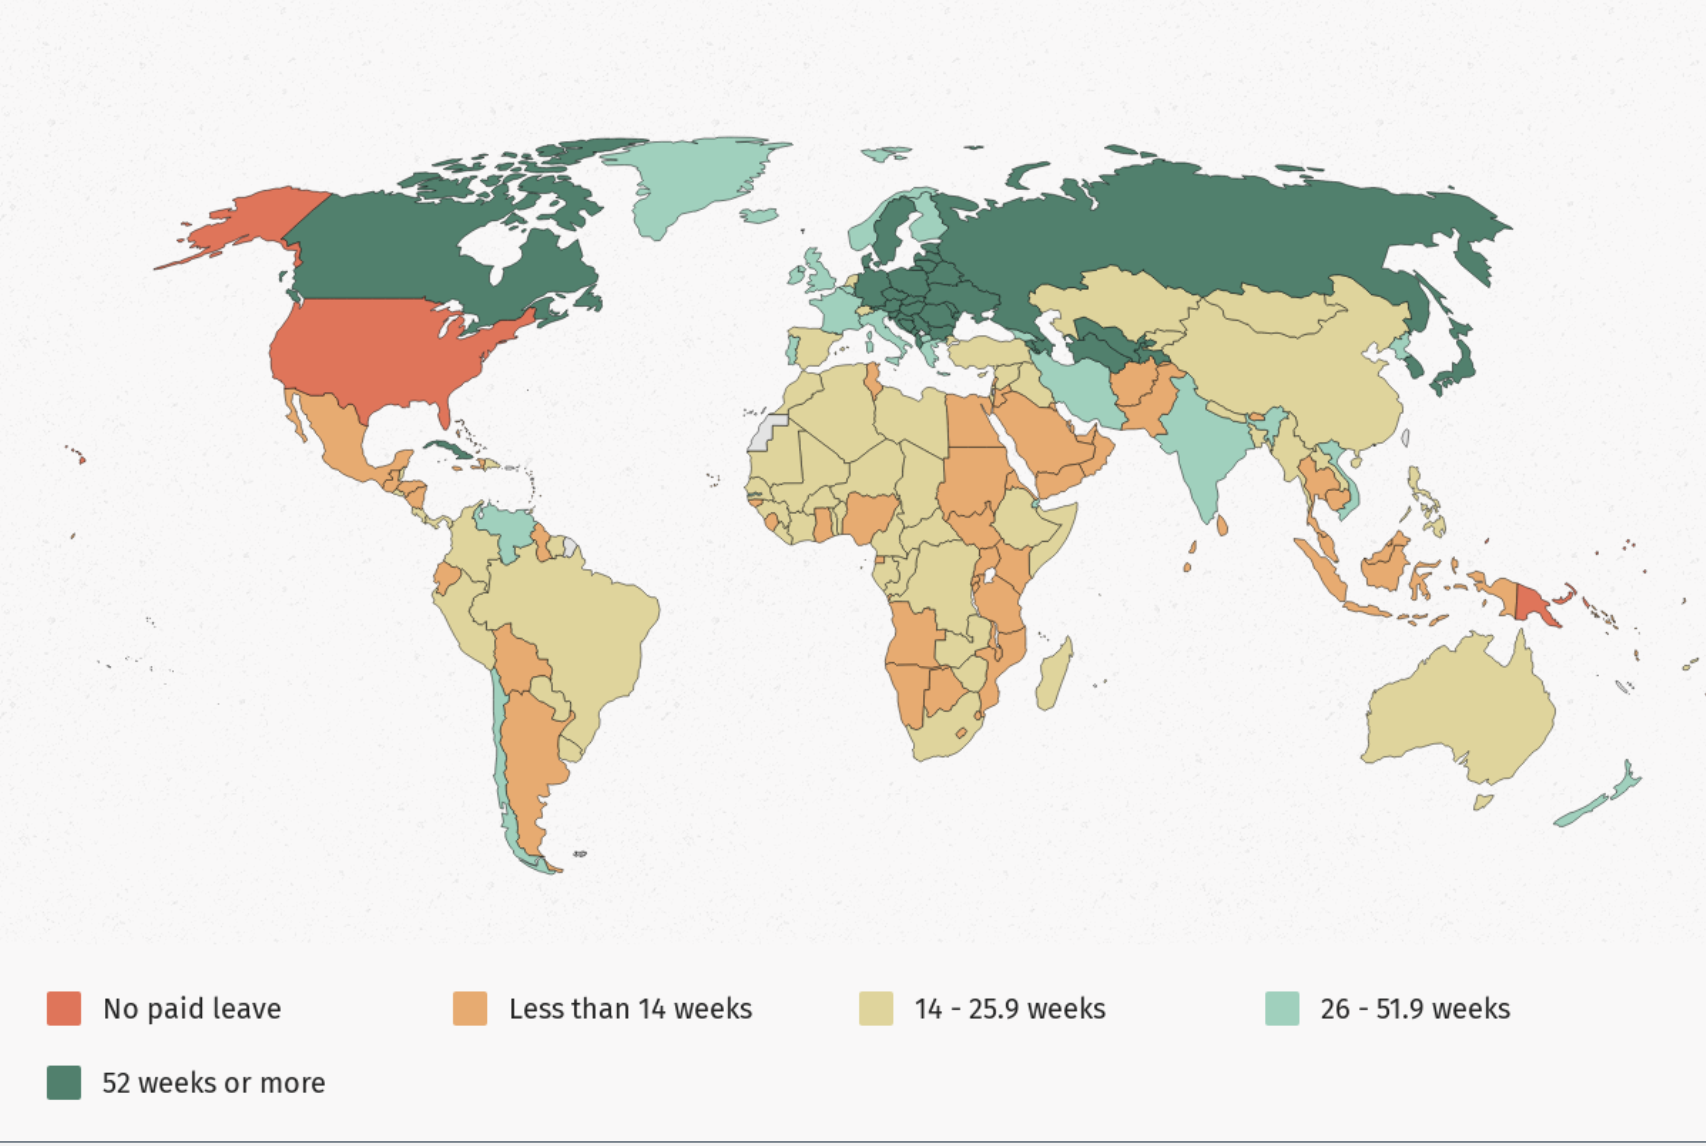 No paid leave
Less than 14 weeks
14 - 25.9 weeks
26 - 51.9 weeks
52 weeks or more